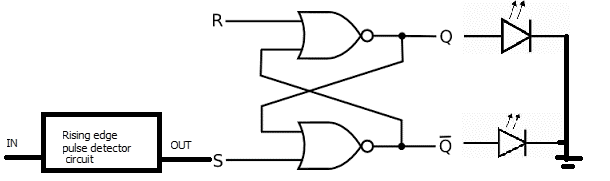 R
Q
IN
Rising edge
pulse detector
circuit
OUT
S
Q̅